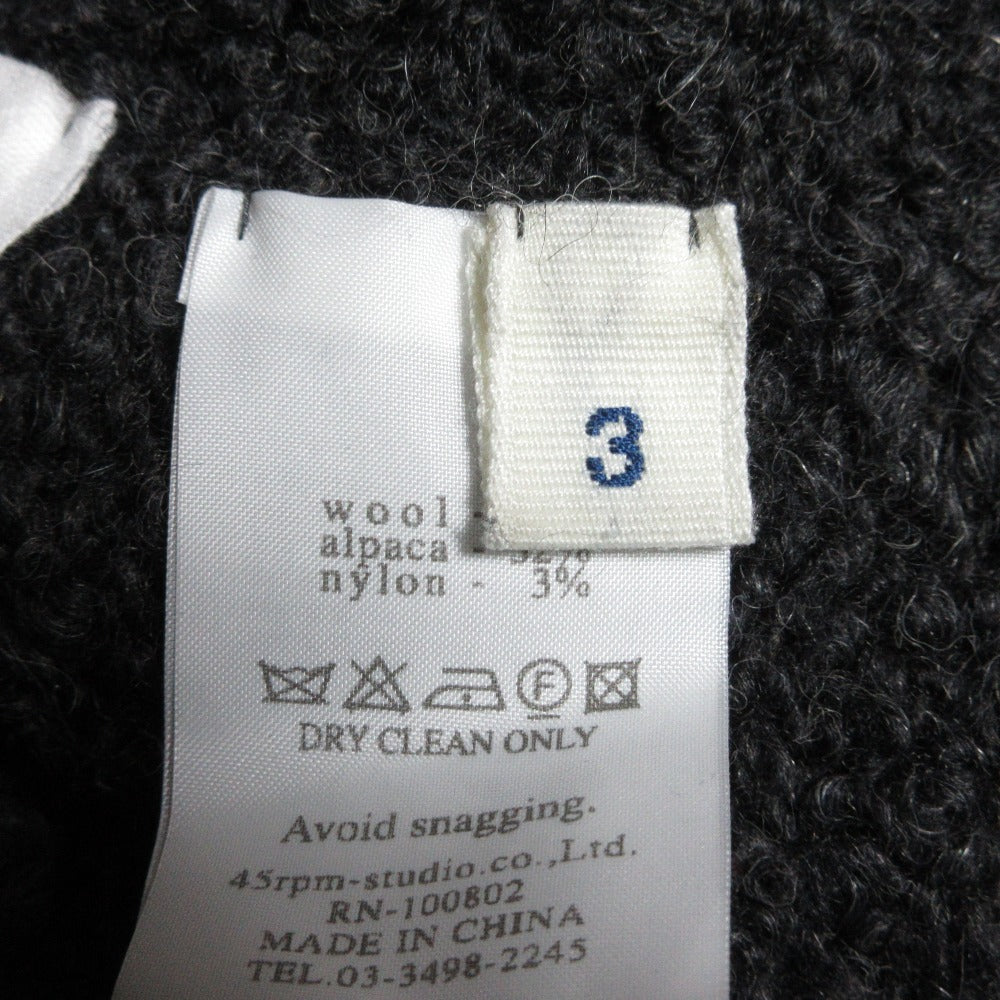 3
wool -
alpaca - 32%
nylon - 3%
F
DRY CLEAN ONLY
Avoid snagging.
45rpm-studio.co.,Ltd.
RN-100802
MADE IN CHINA
TEL.03-3498-2245